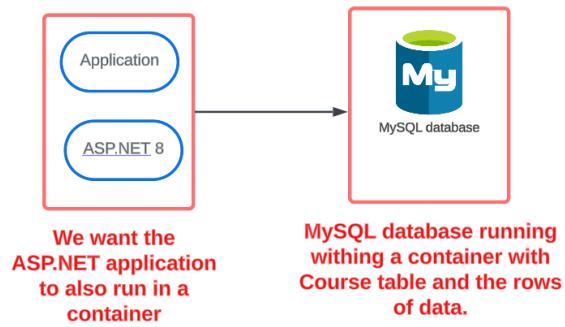 Application
ASP.NET 8
My
MySQL database
We want the
ASP.NET application
to also run in a
container
MySQL database running
withing a container with
Course table and the rows
of data.